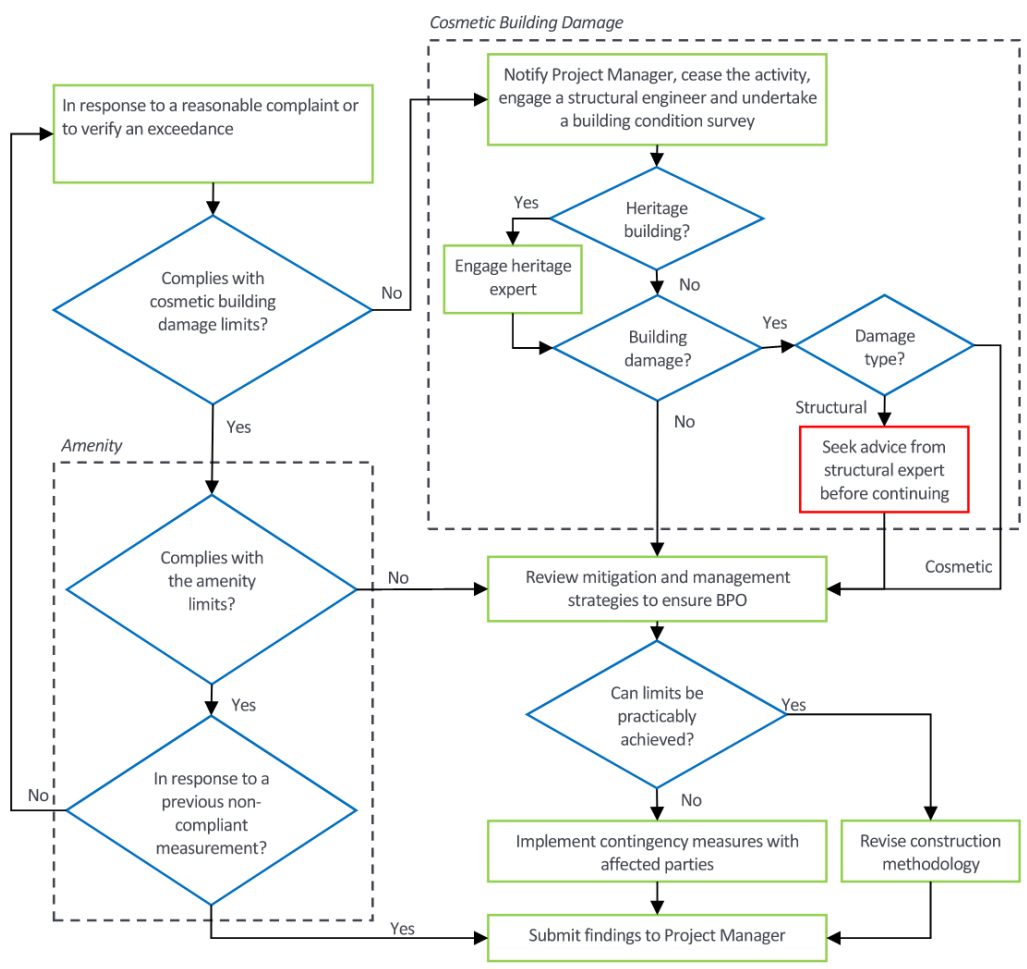 Cosmetic Building Damage
In response to a reasonable complaint or
to verify an exceedance
Notify Project Manager, cease the activity,
engage a structural engineer and undertake
a building condition survey
Complies with
cosmetic building
damage limits?
No
Yes
Heritage
building?
Yes
Engage heritage
expert
No
Building
damage?
Yes
Damage
type?
No
Structural
Seek advice from
structural expert
before continuing
Cosmetic
Amenity
Complies with
the amenity
limits?
No
Yes
Review mitigation and management
strategies to ensure BPO
In response to a
previous non-
compliant
measurement?
No
Yes
Can limits be
practicably
achieved?
Yes
No
Implement contingency measures with
affected parties
Revise construction
methodology
Submit findings to Project Manager